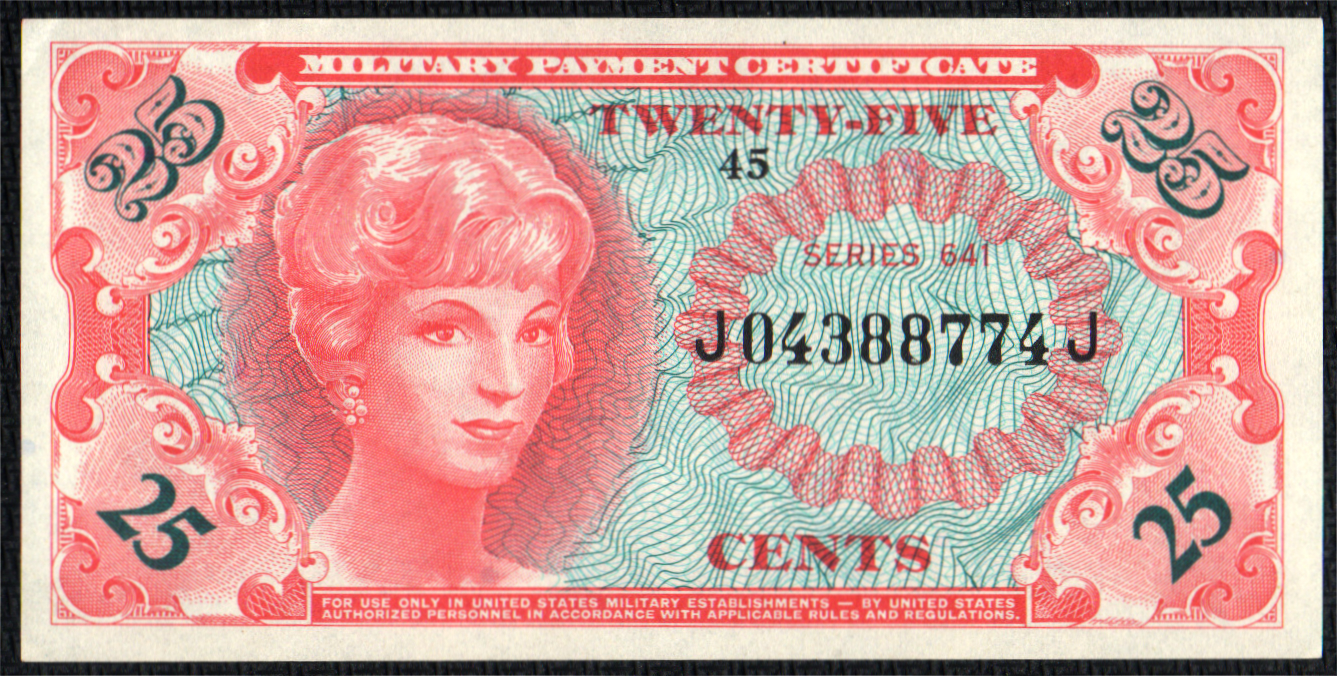 MILITARY PAYMENT CERTIFICATE
25
TWENTY-FIVE
25
45
SERIES 641
J04388774J
25
CENTS
25
FOR USE ONLY IN UNITED STATES MILITARY ESTABLISHMENTS — BY UNITED STATES
AUTHORIZED PERSONNEL IN ACCORDANCE WITH APPLICABLE RULES AND REGULATIONS.